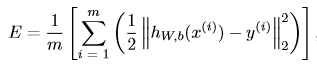 E = \frac{1}{m} \left[ \sum_{i=1}^{m} \left( \frac{1}{2} \left\| h_{W,b}(x^{(i)}) - y^{(i)} \right\|_2^2 \right) \right] .